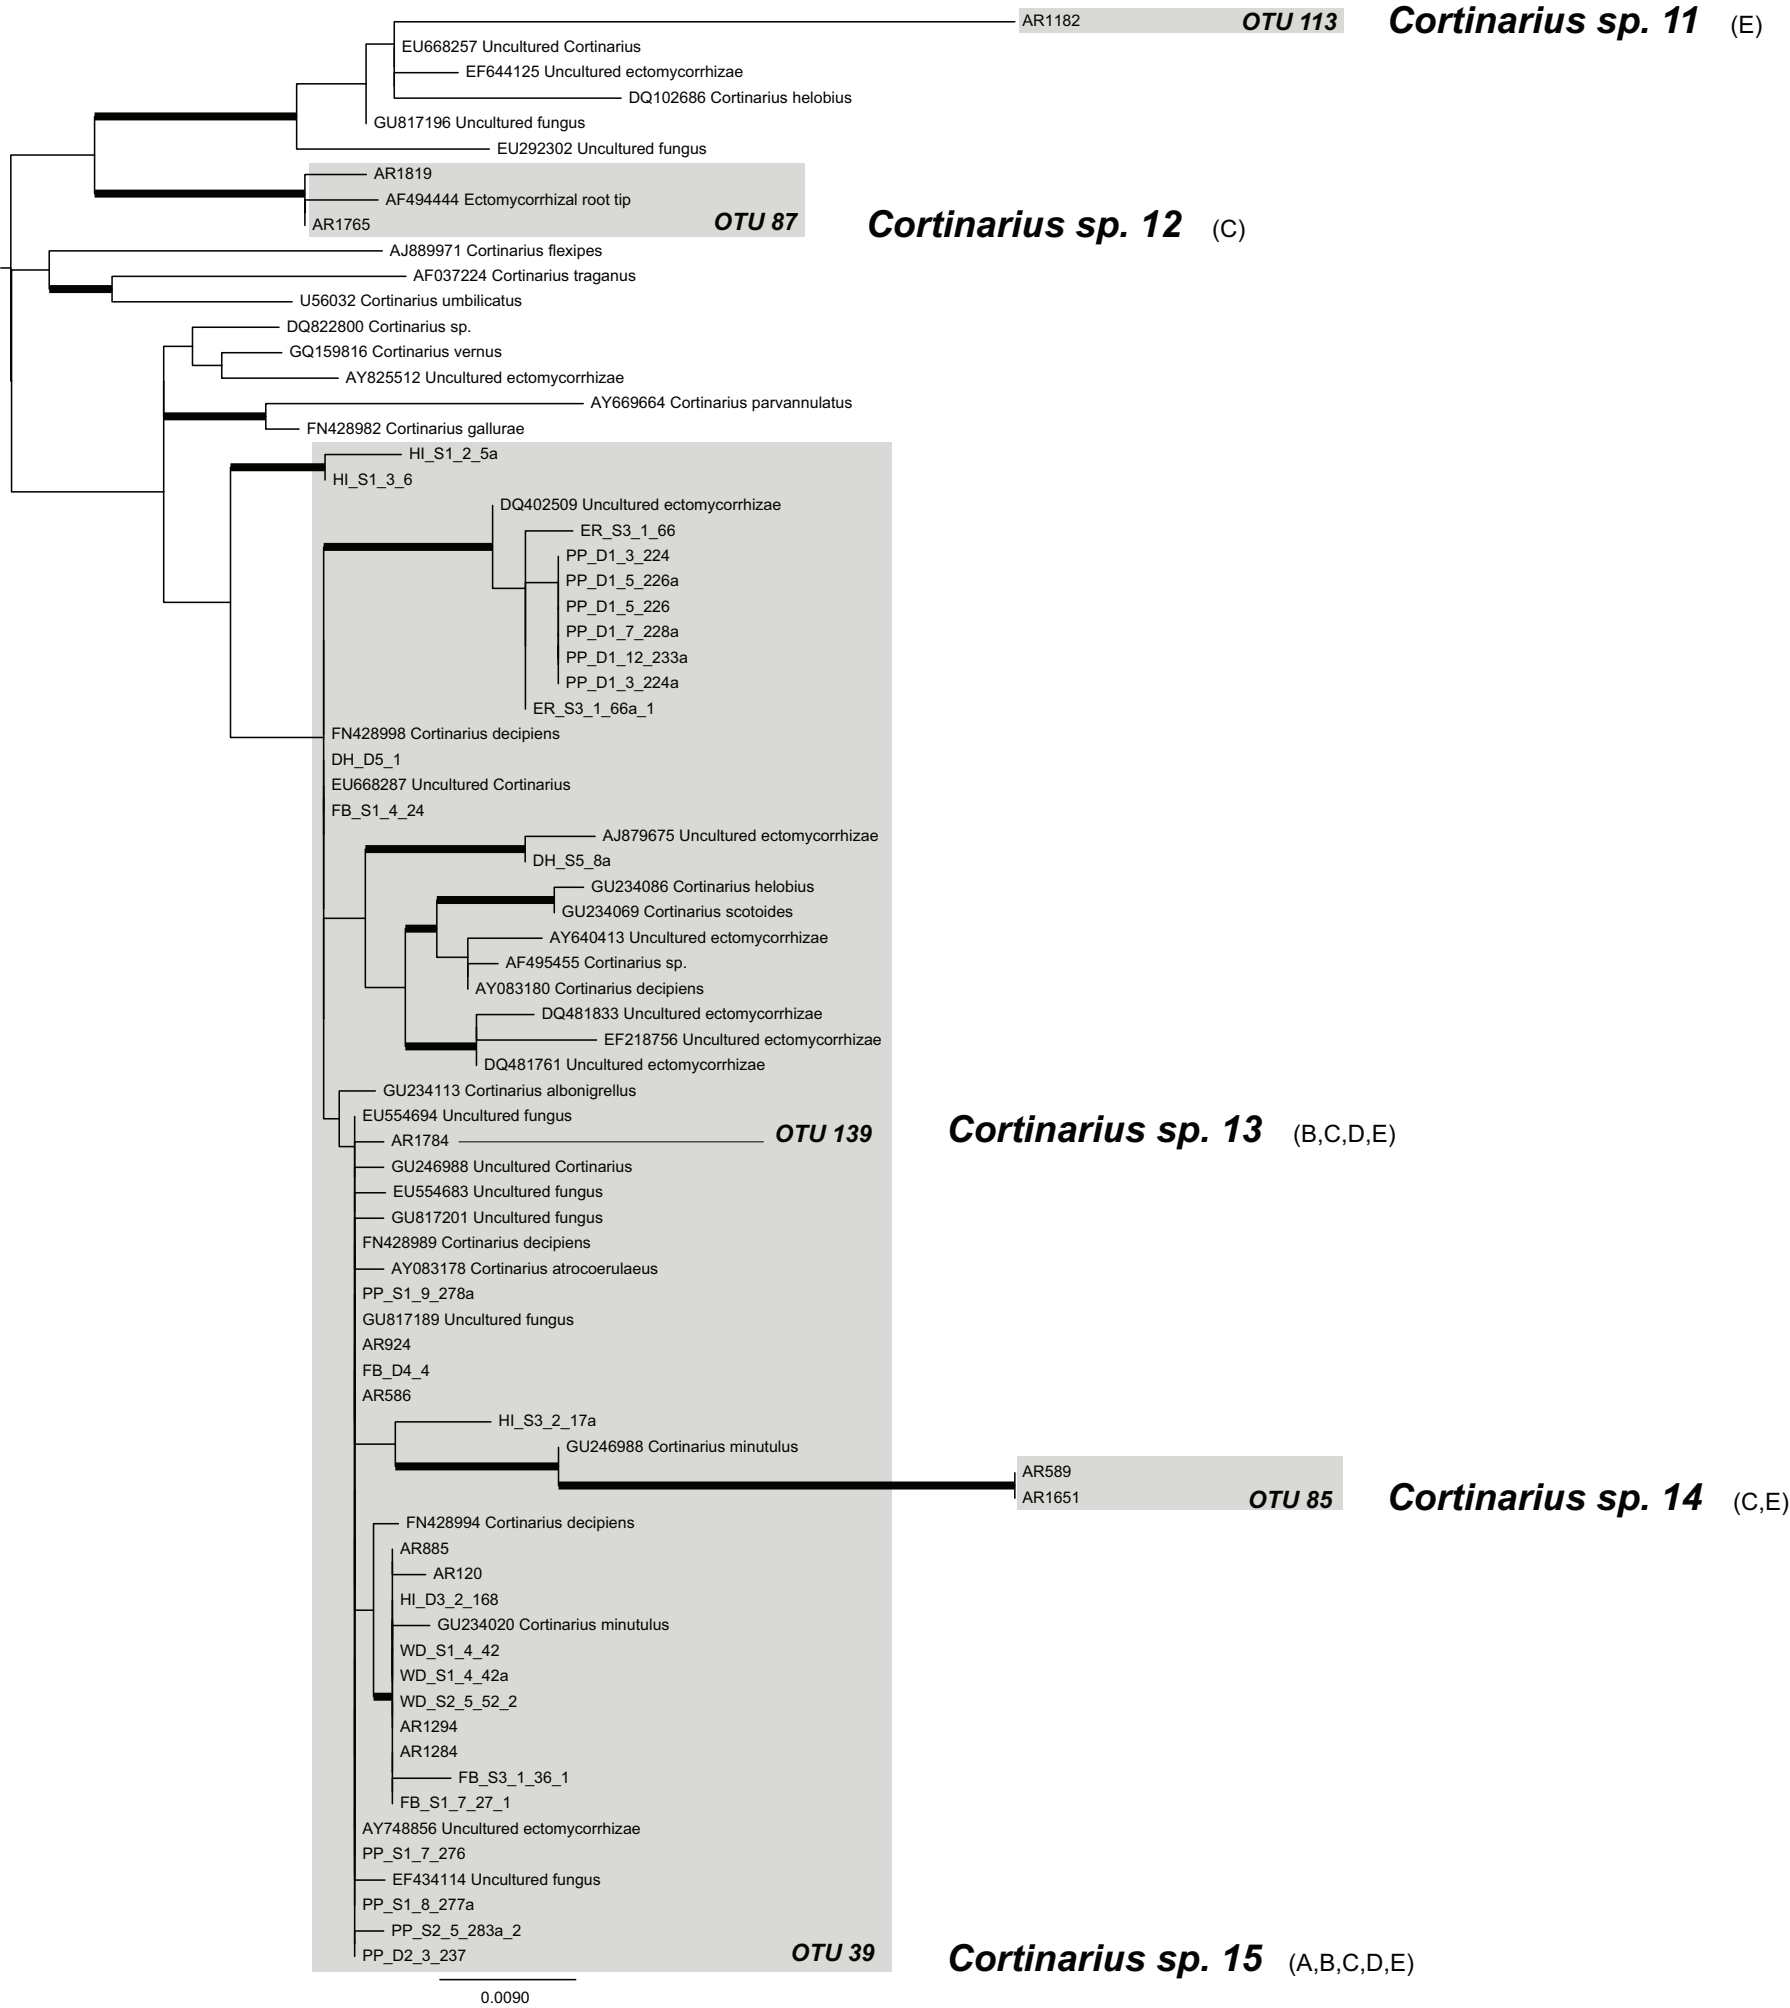 AR1182 OTU 113 Cortinarius sp. 11 (E)
EU668257 Uncultured Cortinarius
EF644125 Uncultured ectomycorrhizae
DQ102686 Cortinarius helobius
GU817196 Uncultured fungus
EU292302 Uncultured fungus
AR1819
AF494444 Ectomycorrhizal root tip
AR1765 OTU 87 Cortinarius sp. 12 (C)
AJ889971 Cortinarius flexipes
AF037224 Cortinarius traganus
U56032 Cortinarius umbilicatus
DQ822800 Cortinarius sp.
GQ159816 Cortinarius vernus
AY825512 Uncultured ectomycorrhizae
AY669664 Cortinarius parvannulatus
FN428982 Cortinarius gallurae
HI_S1_2_5a
HI_S1_3_6
DQ402509 Uncultured ectomycorrhizae
ER_S3_1_66
PP_D1_3_224
PP_D1_5_226a
PP_D1_5_226
PP_D1_7_228a
PP_D1_12_233a
PP_D1_3_224a
ER_S3_1_66a_1
FN428998 Cortinarius decipiens
DH_D5_1
EU668287 Uncultured Cortinarius
FB_S1_4_24
AJ879675 Uncultured ectomycorrhizae
DH_S5_8a
GU234086 Cortinarius helobius
GU234069 Cortinarius scotoides
AY640413 Uncultured ectomycorrhizae
AF495455 Cortinarius sp.
AY083180 Cortinarius decipiens
DQ481833 Uncultured ectomycorrhizae
EF218756 Uncultured ectomycorrhizae
DQ481761 Uncultured ectomycorrhizae
GU234113 Cortinarius albonigrellus
EU554694 Uncultured fungus
AR1784 OTU 139 Cortinarius sp. 13 (B,C,D,E)
GU246988 Uncultured Cortinarius
EU554683 Uncultured fungus
GU817201 Uncultured fungus
FN428989 Cortinarius decipiens
AY083178 Cortinarius atrocoerulaeus
PP_S1_9_278a
GU817189 Uncultured fungus
AR924
FB_D4_4
AR586
HI_S3_2_17a
GU246988 Cortinarius minutulus
AR589
AR1651 OTU 85 Cortinarius sp. 14 (C,E)
FN428994 Cortinarius decipiens
AR885
AR120
HI_D3_2_168
GU234020 Cortinarius minutulus
WD_S1_4_42
WD_S1_4_42a
WD_S2_5_52_2
AR1294
AR1284
FB_S3_1_36_1
FB_S1_7_27_1
AY748856 Uncultured ectomycorrhizae
PP_S1_7_276
EF434114 Uncultured fungus
PP_S1_8_277a
PP_S2_5_283a_2
PP_D2_3_237 OTU 39 Cortinarius sp. 15 (A,B,C,D,E)
0.0090